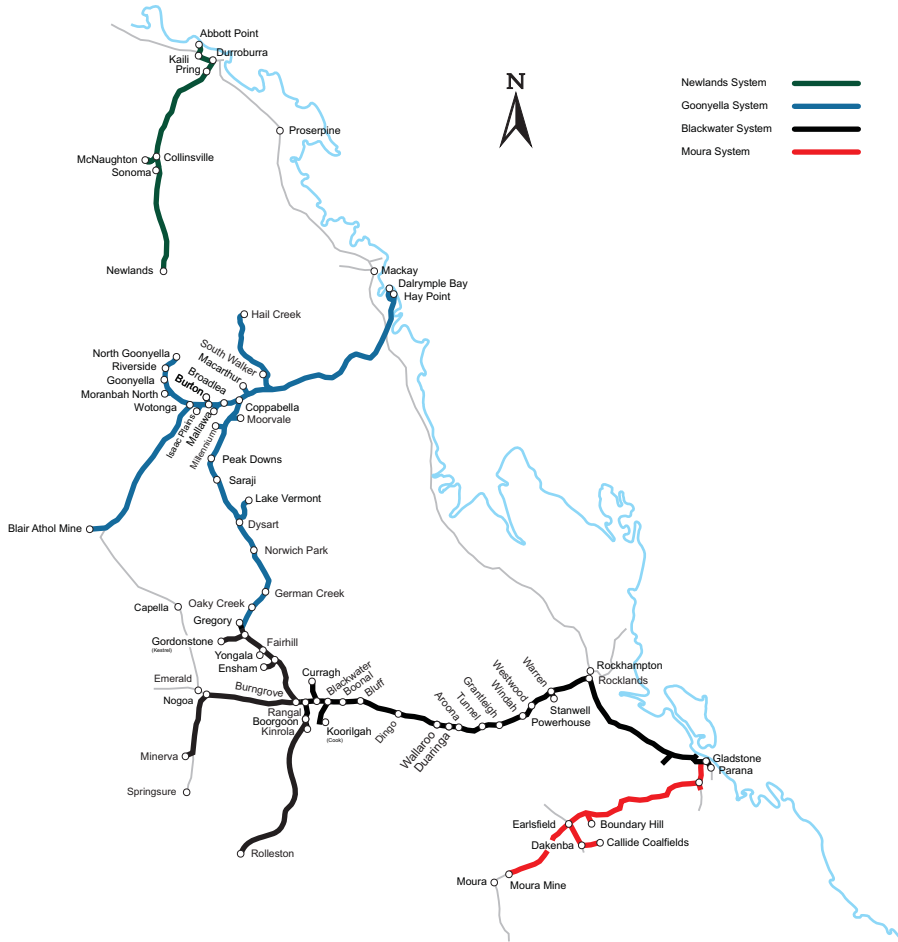 Abbott Point
Kaili
Durroburra
Pring
N
Newlands System
Goonyella System
Blackwater System
Moura System
Proserpine
McNaughton
Collinsville
Sonoma
Newlands
Mackay
Dalrymple Bay
Hay Point
Hail Creek
North Goonyella
Riverside
Goonyella
Moranbah North
Wotonga
South Walker
Macarthur
Broadlea
Burton
Isaac Plains
Mallawa
Millennium
Coppabella
Moorvale
Peak Downs
Saraji
Lake Vermont
Dysart
Blair Athol Mine
Norwich Park
German Creek
Oaky Creek
Capella
Gregory
Gordonstone
(Kestrel)
Fairhill
Yongala
Ensham
Emerald
Nogoa
Burngrove
Curragh
Rangal
Boorgoon
Kinrola
Blackwater
Boonal
Bluff
Koorilgah
(Cook)
Dingo
Wallaroo
Duaringa
Aroona
Tunnel
Grantleigh
Windah
Westwood
Warren
Stanwell
Powerhouse
Rockhampton
Rocklands
Minerva
Springsure
Rolleston
Gladstone
Parana
Earlsfield
Boundary Hill
Dakenba
Callide Coalfields
Moura
Moura Mine